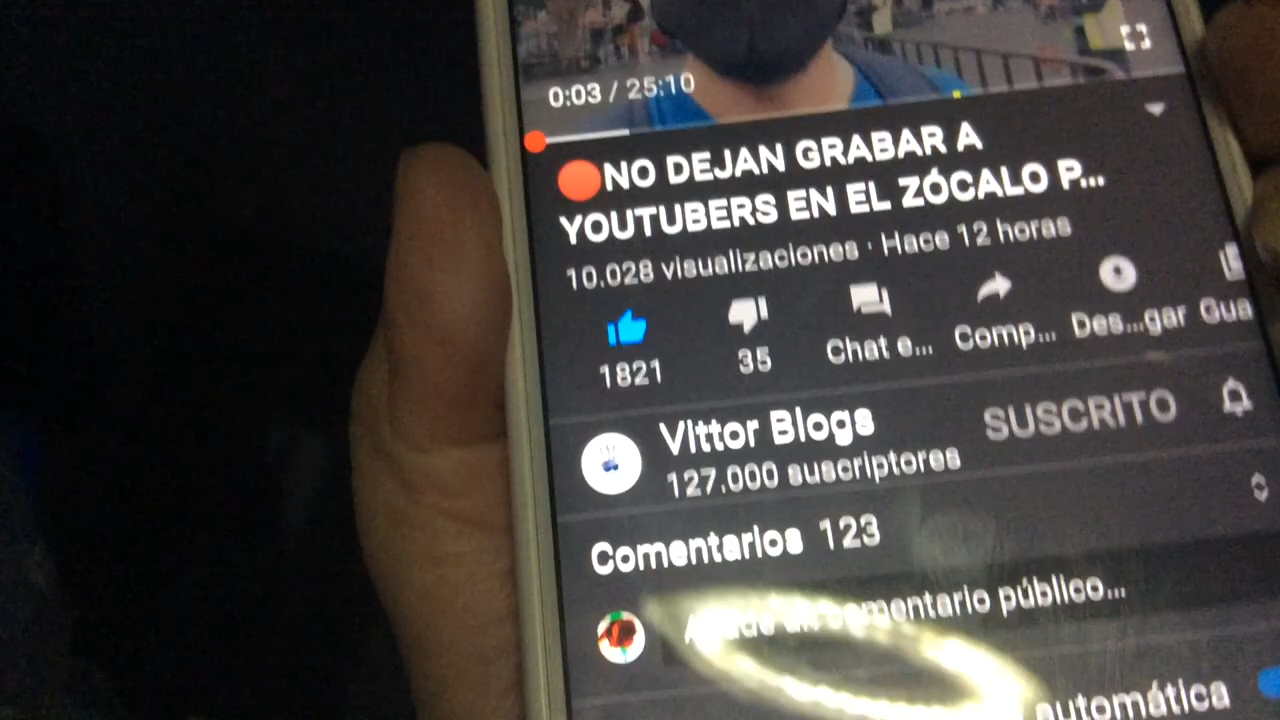 0:03 / 25:10
🔴NO DEJAN GRABAR A
YOUTUBERS EN EL ZÓCALO P...
10.028 visualizaciones · Hace 12 horas
1821
35
Chat e...
Comp...
Des...gar
Gua
Vittor Blogs
SUSCRITO
127.000 suscriptores
Comentarios 123
comentario público...
automática